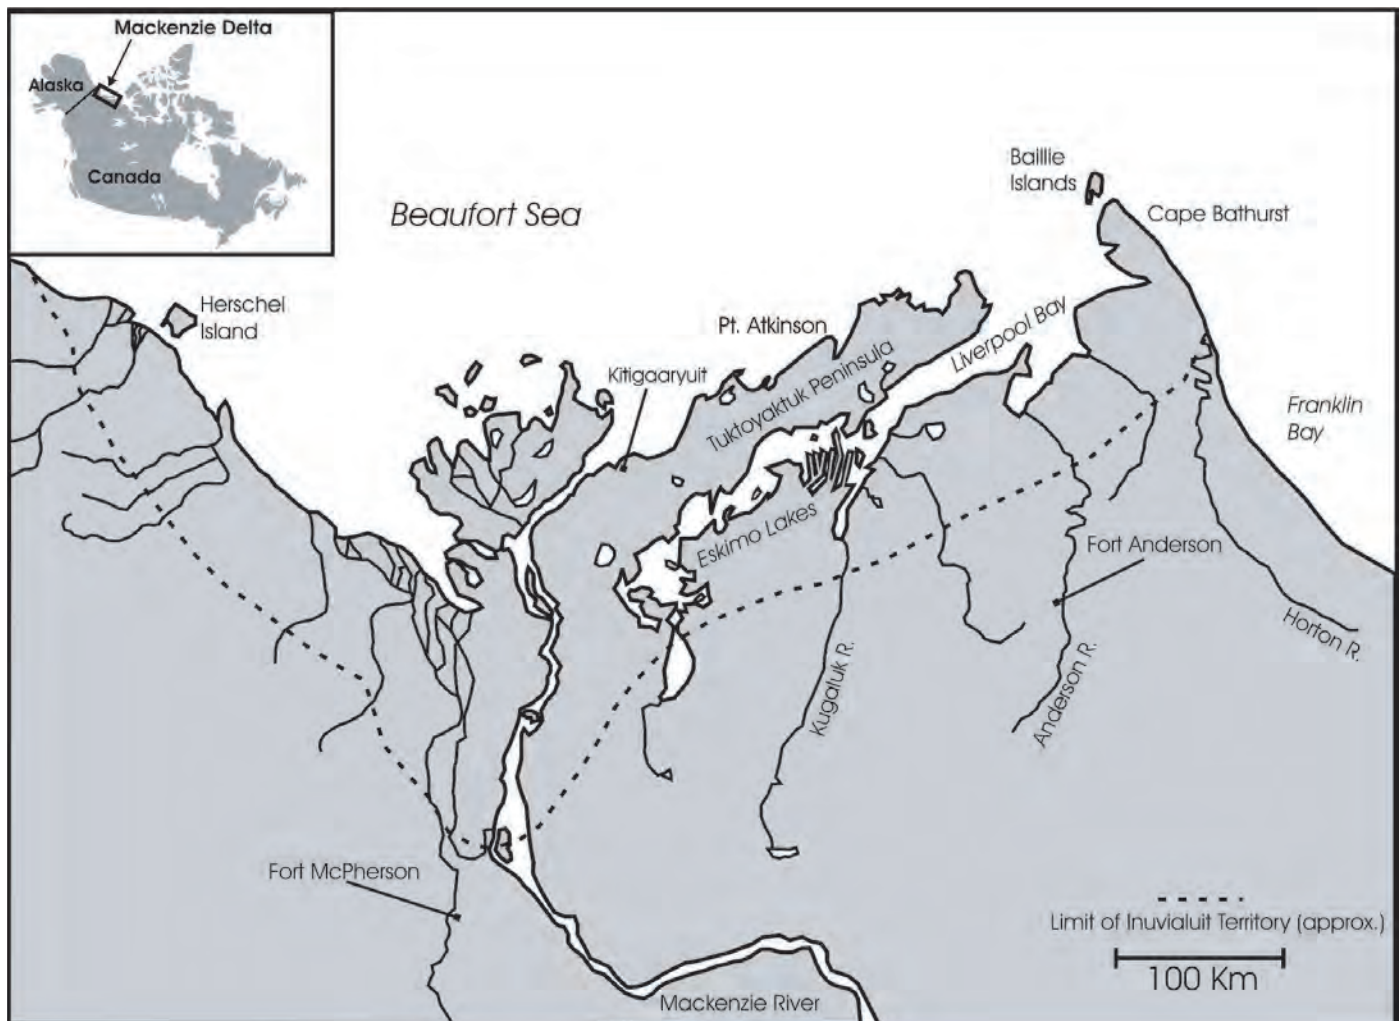 Mackenzie Delta
Alaska
Canada
Beaufort Sea
Baillie
Islands
Cape Bathurst
Herschel
Island
Pt. Atkinson
Liverpool Bay
Kitigaaryuit
Tuktoyaktuk Peninsula
Franklin
Bay
Eskimo Lakes
Fort Anderson
Horton R.
Kugaluk R.
Anderson R.
Fort McPherson
Limit of Inuvialuit Territory (approx.)
100 Km
Mackenzie River